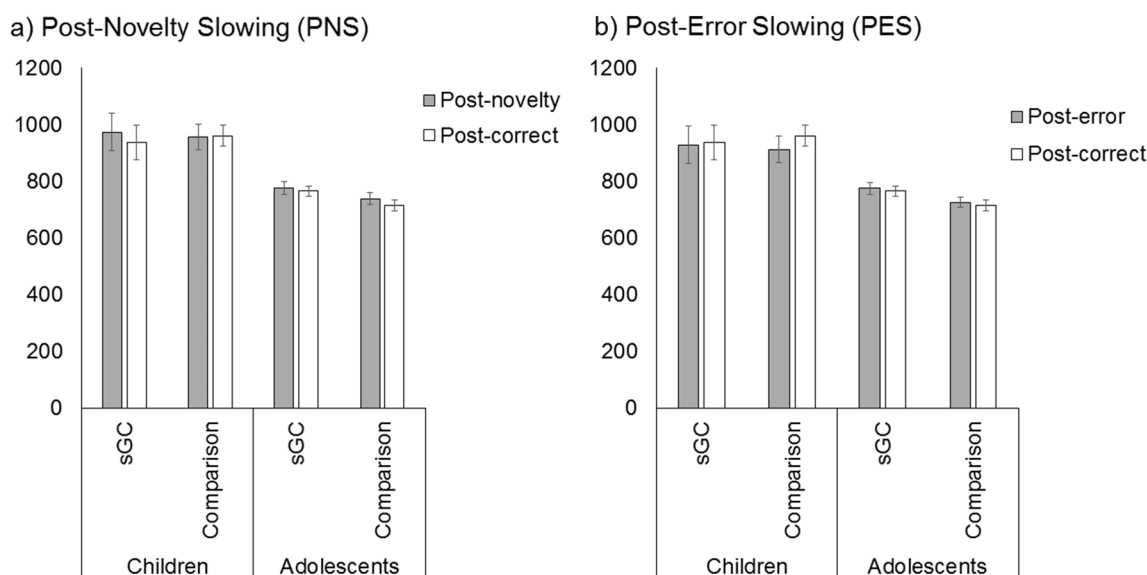 a) Post-Novelty Slowing (PNS)
1200
1000
800
600
400
200
0
Post-novelty
Post-correct
sGC
Comparison
sGC
Comparison
Children
Adolescents
b) Post-Error Slowing (PES)
1200
1000
800
600
400
200
0
Post-error
Post-correct
sGC
Comparison
sGC
Comparison
Children
Adolescents